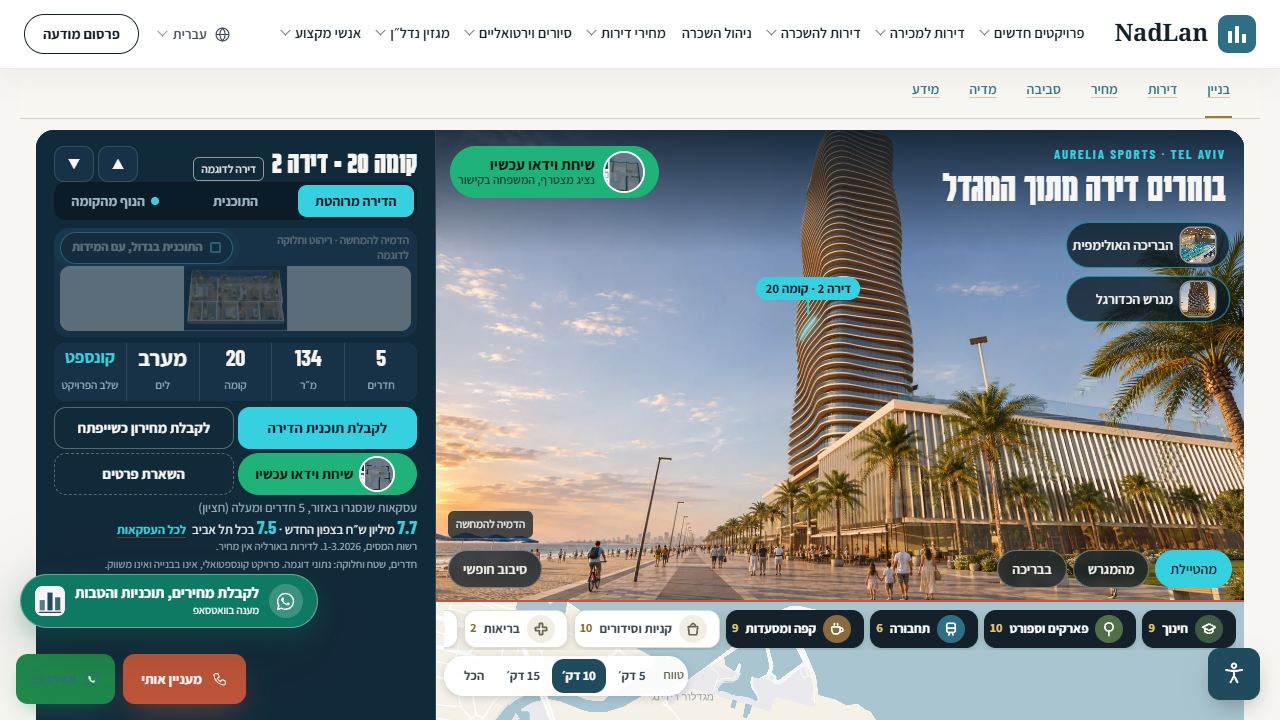 NadLan
פרויקטים חדשים
דירות למכירה
דירות להשכרה
ניהול השכרה
מחירי דירות
סיורים וירטואליים
מגזין נדל״ן
אנשי מקצוע
עברית
פרסום מודעה
בניין
דירות
מחיר
סביבה
מדיה
מידע
AURELIA SPORTS · TEL AVIV
בוחרים דירה מתוך המגדל
שיחת וידאו עכשיו
נציג מצטרף, המשפחה בקישור
הבריכה האולימפית
מגרש הכדורגל
דירה 2 · קומה 20
הדמיה להמחשה
מהטיילת
מהמגרש
בבריכה
סיבוב חופשי
קומה 20 · דירה 2
דירה לדוגמה
▲
▼
הדירה מרוהטת
התוכנית
הנוף מהקומה
הדמיה להמחשה · ריהוט וחלוקה
לדוגמה
התוכנית בגדול, עם המידות
5
חדרים
134
מ״ר
20
קומה
מערב
לים
קונספט
שלב הפרויקט
לקבלת תוכנית הדירה
לקבלת מחירון כשייפתח
שיחת וידאו עכשיו
השארת פרטים
עסקאות שנסגרו באזור, 5 חדרים ומעלה (חציון)
7.7 מיליון ש״ח בצפון החדש · 7.5 בכל תל אביב לכל העסקאות
רשות המסים, 1-3.2026. לדירות באורליה אין מחיר.
חדרים, שטח וחלוקה: נתוני דוגמה. פרויקט קונספטואלי, אינו בבנייה ואינו משווק.
לקבלת מחירים, תוכניות והטבות
מענה בוואטסאפ
מעניין אותי
חינוך 9
פארקים וספורט 10
תחבורה 6
קפה ומסעדות 9
קניות וסידורים 10
בריאות 2
טווח
5 דק׳
10 דק׳
15 דק׳
הכל